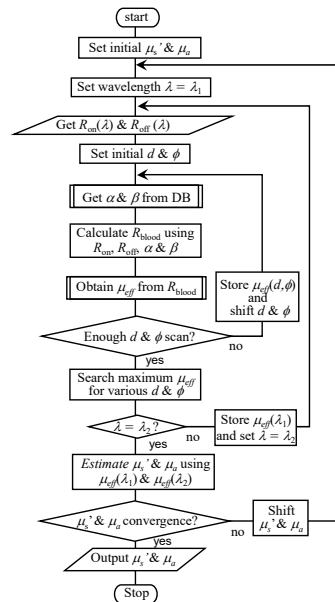 start
Set initial μs' & μa
Set wavelength λ = λ1
Get Ron(λ) & Roff (λ)
Set initial d & ϕ
Get α & β from DB
Calculate Rblood using
Ron, Roff, α & β
Obtain μeff from Rblood
Store μeff(d,ϕ)
and
shift d & ϕ
Enough d & ϕ scan?
no
yes
Search maximum μeff
for various d & ϕ
λ = λ2 ?
no
Store μeff(λ1)
and set λ = λ2
yes
Estimate μs' & μa using
μeff(λ1) & μeff(λ2)
μs' & μa convergence?
no
Shift
μs' & μa
yes
Output μs' & μa
Stop